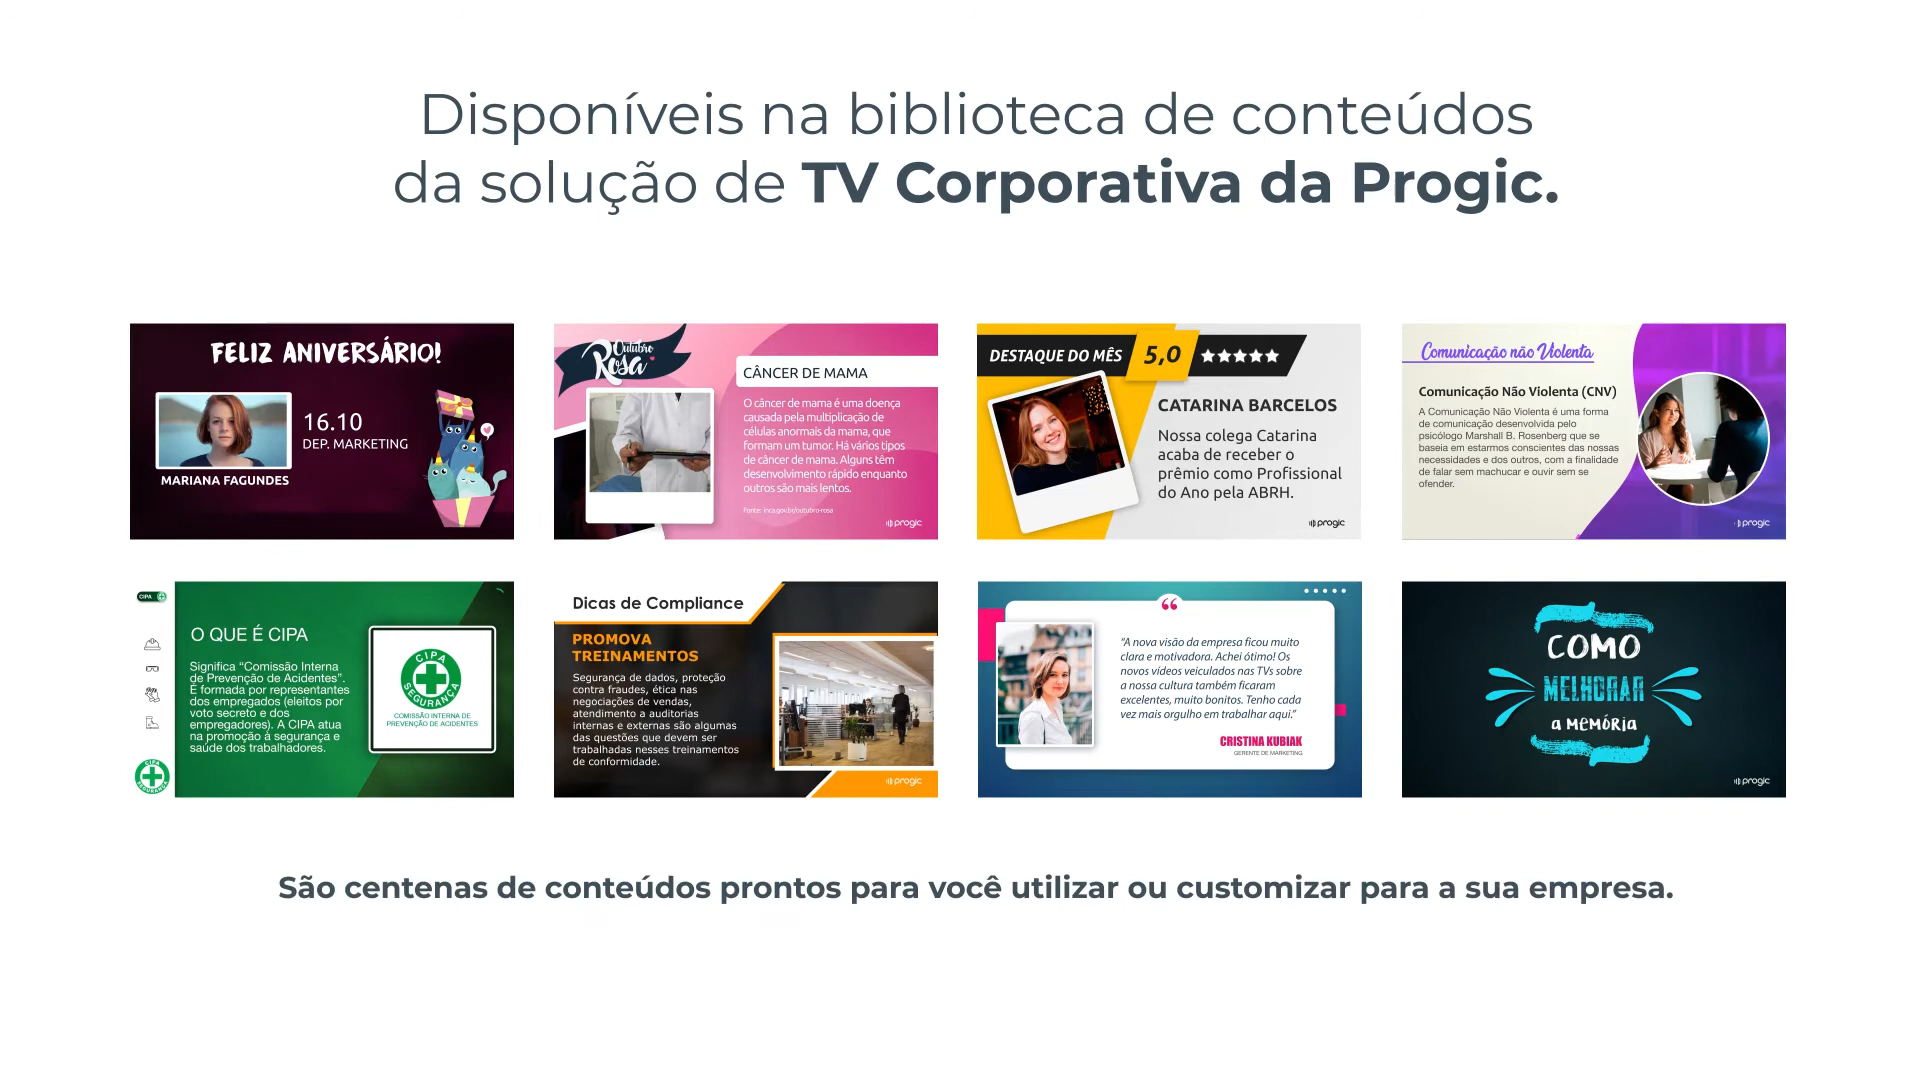 Disponíveis na biblioteca de conteúdos
da solução de TV Corporativa da Progic.
FELIZ ANIVERSÁRIO!
16.10
DEP. MARKETING
MARIANA FAGUNDES
Outubro
Rosa
CÂNCER DE MAMA
O câncer de mama é uma doença
causada pela multiplicação de
células anormais da mama, que
formam um tumor. Há vários tipos
de câncer de mama. Alguns têm
desenvolvimento rápido enquanto
outros são mais lentos.
Fonte: inca.gov.br/outubro-rosa
progic
DESTAQUE DO MÊS 5,0
CATARINA BARCELOS
Nossa colega Catarina
acaba de receber o
prêmio como Profissional
do Ano pela ABRH.
progic
Comunicação não Violenta
Comunicação Não Violenta (CNV)
A Comunicação Não Violenta é uma forma
de comunicação desenvolvida pelo
psicólogo Marshall B. Rosenberg que se
baseia em estarmos conscientes das nossas
necessidades e dos outros, com a finalidade
de falar sem machucar e ouvir sem se
ofender.
progic
CIPA
O QUE É CIPA
Significa “Comissão Interna
de Prevenção de Acidentes”.
É formada por representantes
dos empregados (eleitos por
voto secreto e dos
empregadores). A CIPA atua
na promoção à segurança e
saúde dos trabalhadores.
CIPA
SEGURANÇA
COMISSÃO INTERNA DE
PREVENÇÃO DE ACIDENTES
CIPA
SEGURANÇA
Dicas de Compliance
PROMOVA
TREINAMENTOS
Segurança de dados, proteção
contra fraudes, ética nas
negociações de vendas,
atendimento a auditorias
internas e externas são algumas
das questões que devem ser
trabalhadas nesses treinamentos
de conformidade.
progic
“A nova visão da empresa ficou muito
clara e motivadora. Achei ótimo! Os
novos vídeos veiculados nas TVs sobre
a nossa cultura também ficaram
excelentes, muito bonitos. Tenho cada
vez mais orgulho em trabalhar aqui.”
CRISTINA KUBIAK
GERENTE DE MARKETING
COMO
MELHORAR
A MEMÓRIA
progic
São centenas de conteúdos prontos para você utilizar ou customizar para a sua empresa.